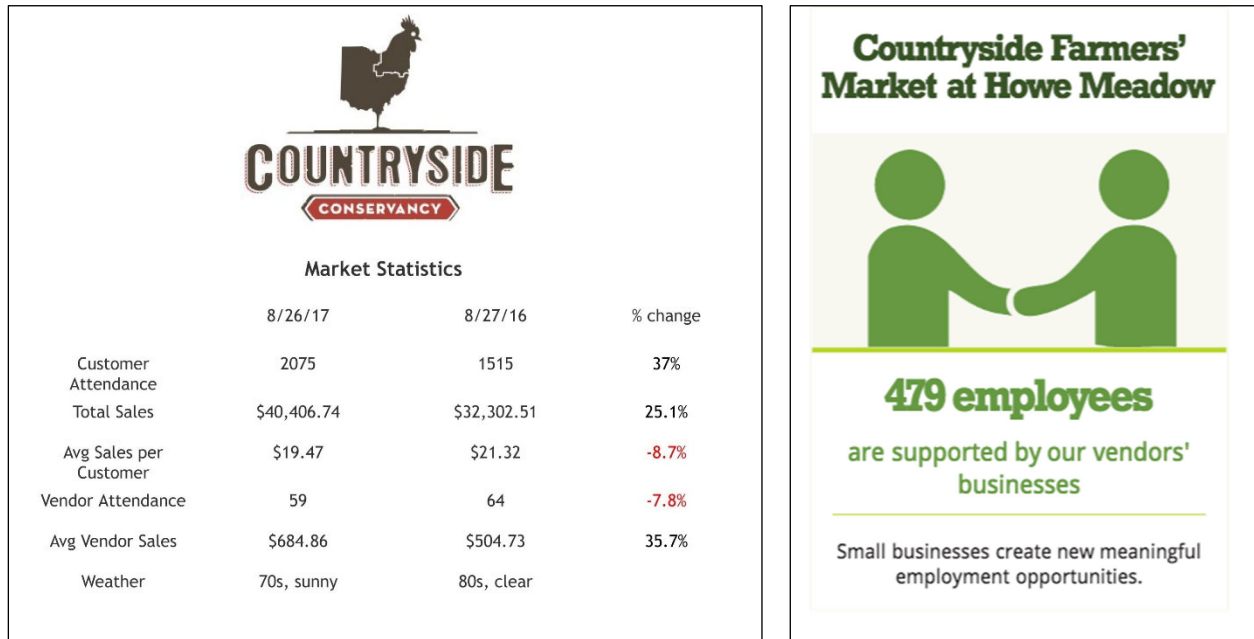 COUNTRYSIDE
CONSERVANCY
Market Statistics
8/26/17 8/27/16 % change
Customer Attendance 2075 1515 37%
Total Sales $40,406.74 $32,302.51 25.1%
Avg Sales per Customer $19.47 $21.32 -8.7%
Vendor Attendance 59 64 -7.8%
Avg Vendor Sales $684.86 $504.73 35.7%
Weather 70s, sunny 80s, clear
Countryside Farmers'
Market at Howe Meadow
479 employees
are supported by our vendors'
businesses
Small businesses create new meaningful
employment opportunities.